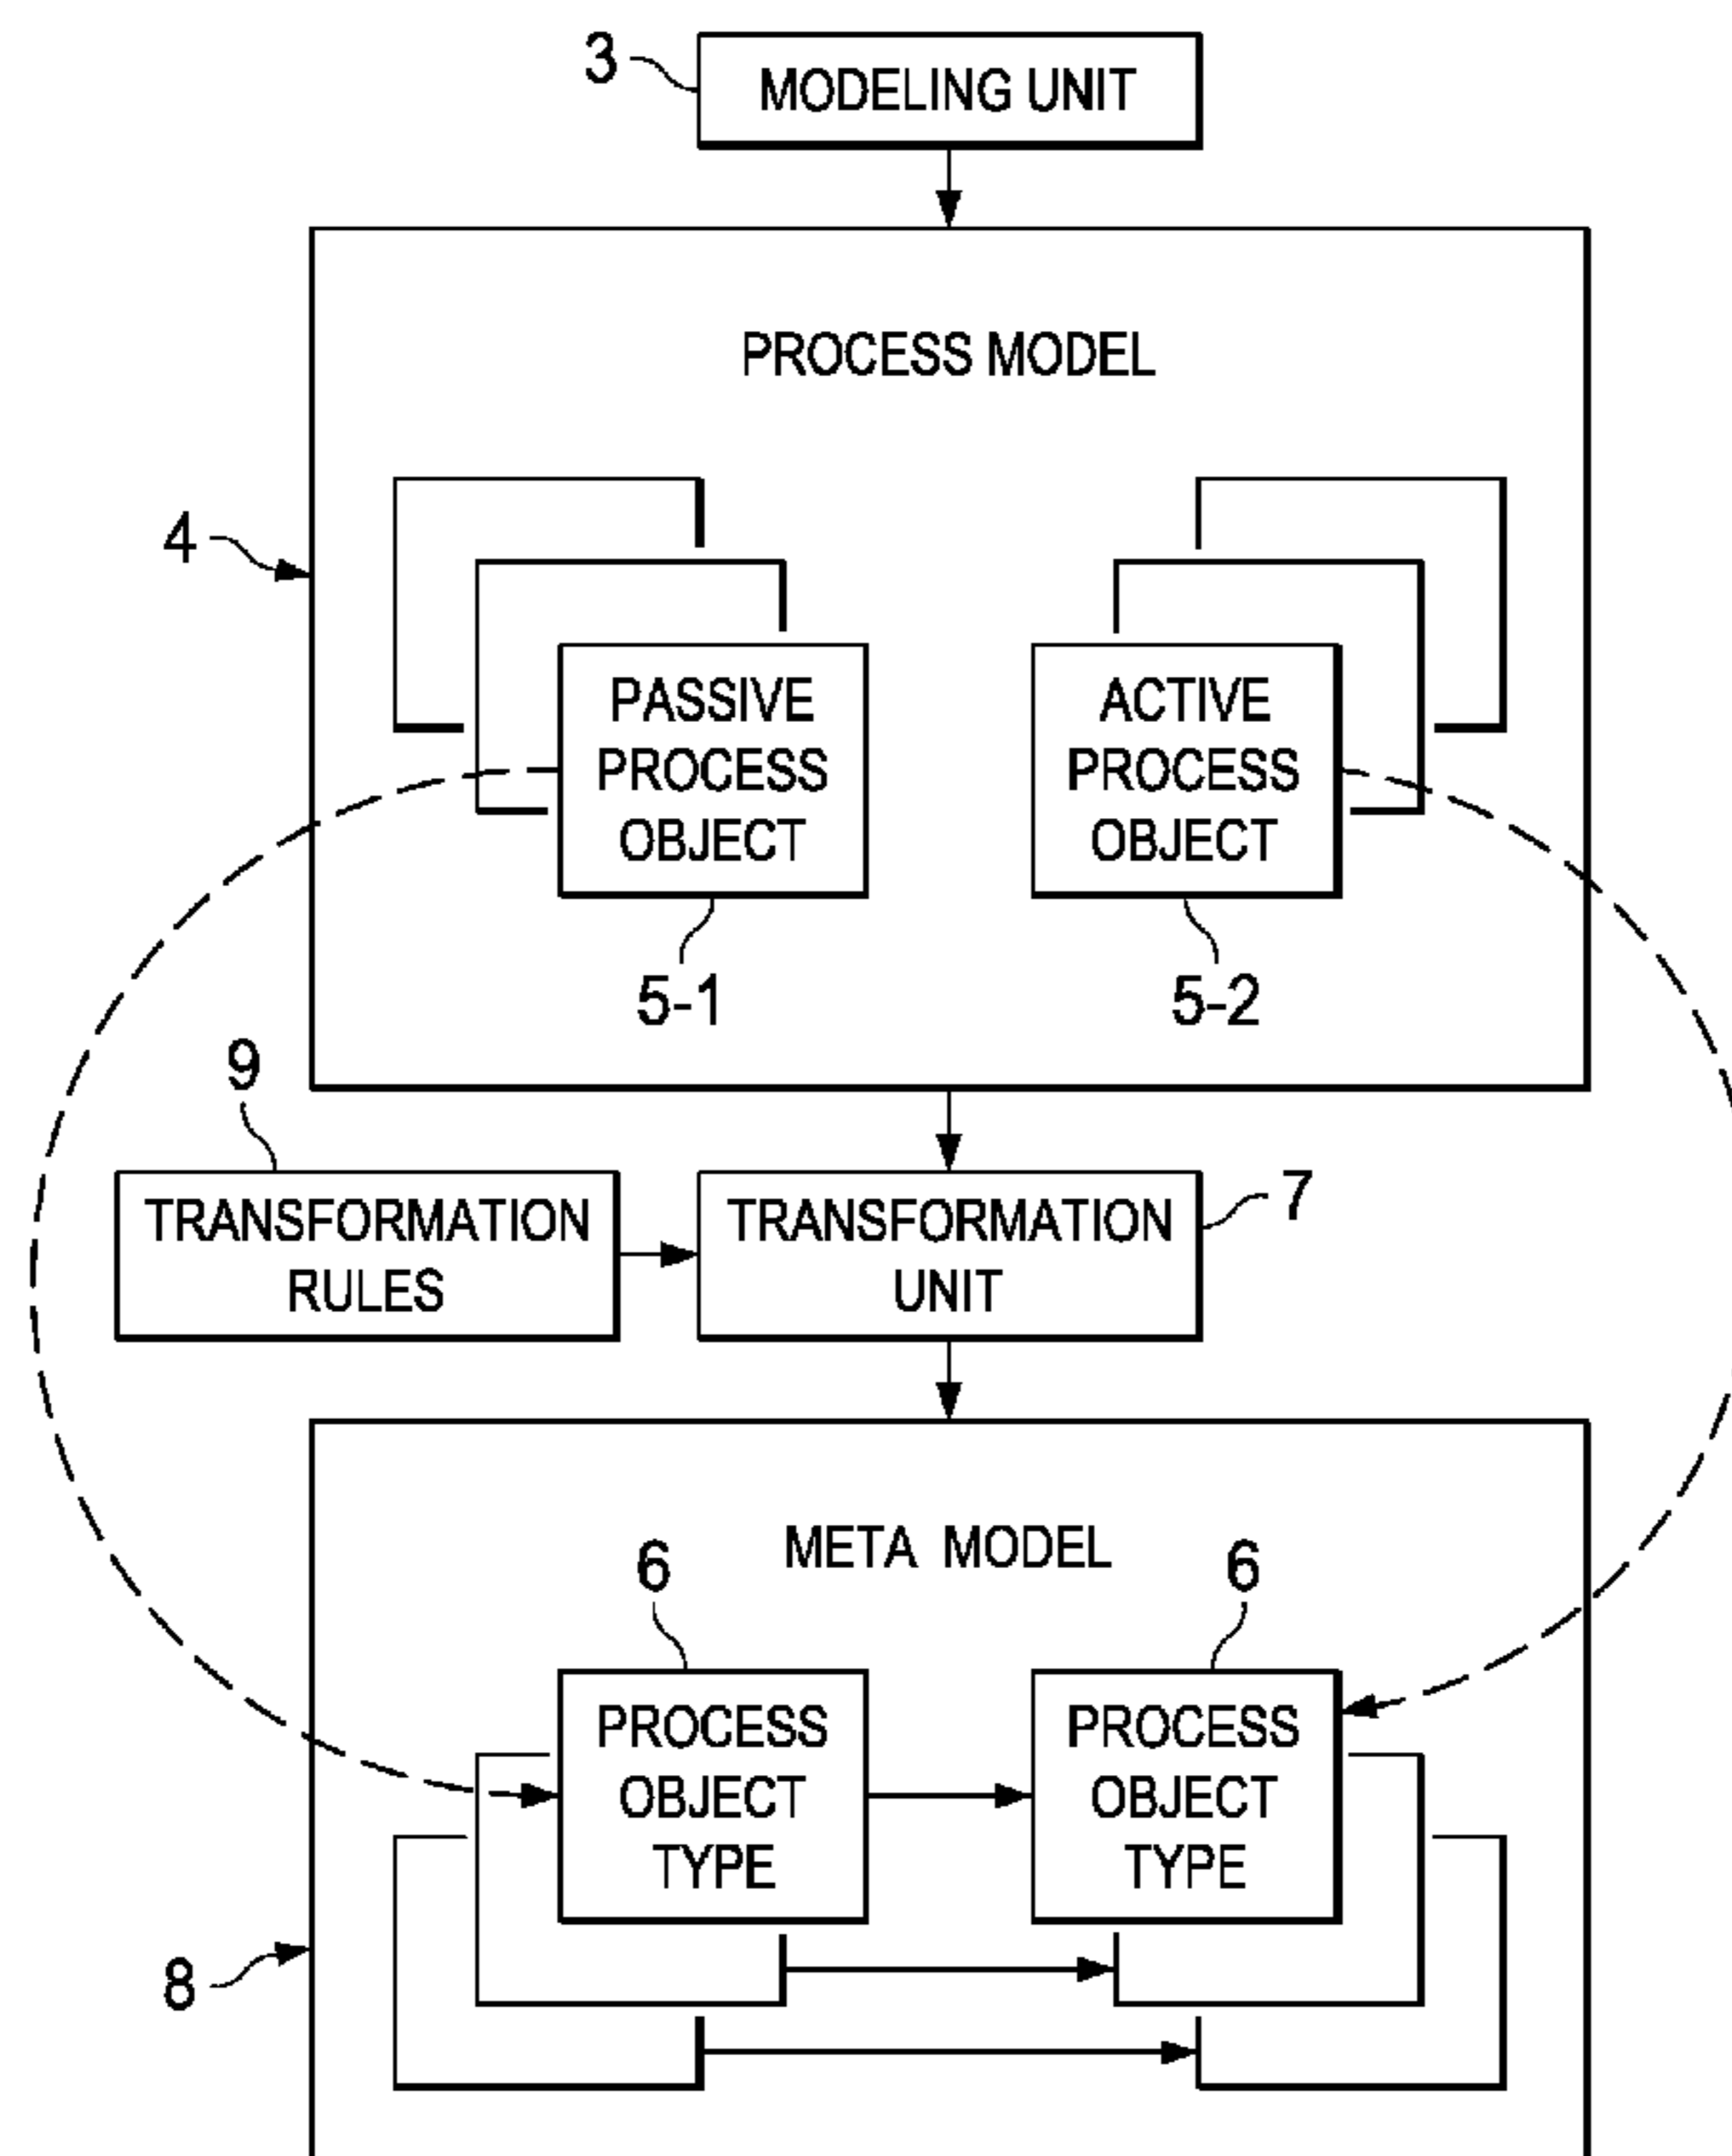 3
MODELING UNIT
PROCESS MODEL
4
PASSIVE
PROCESS
OBJECT
ACTIVE
PROCESS
OBJECT
5-1
5-2
9
TRANSFORMATION
RULES
TRANSFORMATION
UNIT
7
META MODEL
6
6
PROCESS
OBJECT
TYPE
PROCESS
OBJECT
TYPE
8